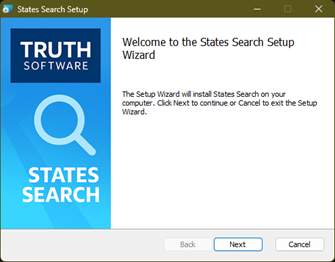 States Search Setup
TRUTH
SOFTWARE
STATES
SEARCH
Welcome to the States Search Setup
Wizard
The Setup Wizard will install States Search on your
computer. Click Next to continue or Cancel to exit the Setup
Wizard.
Back
Next
Cancel